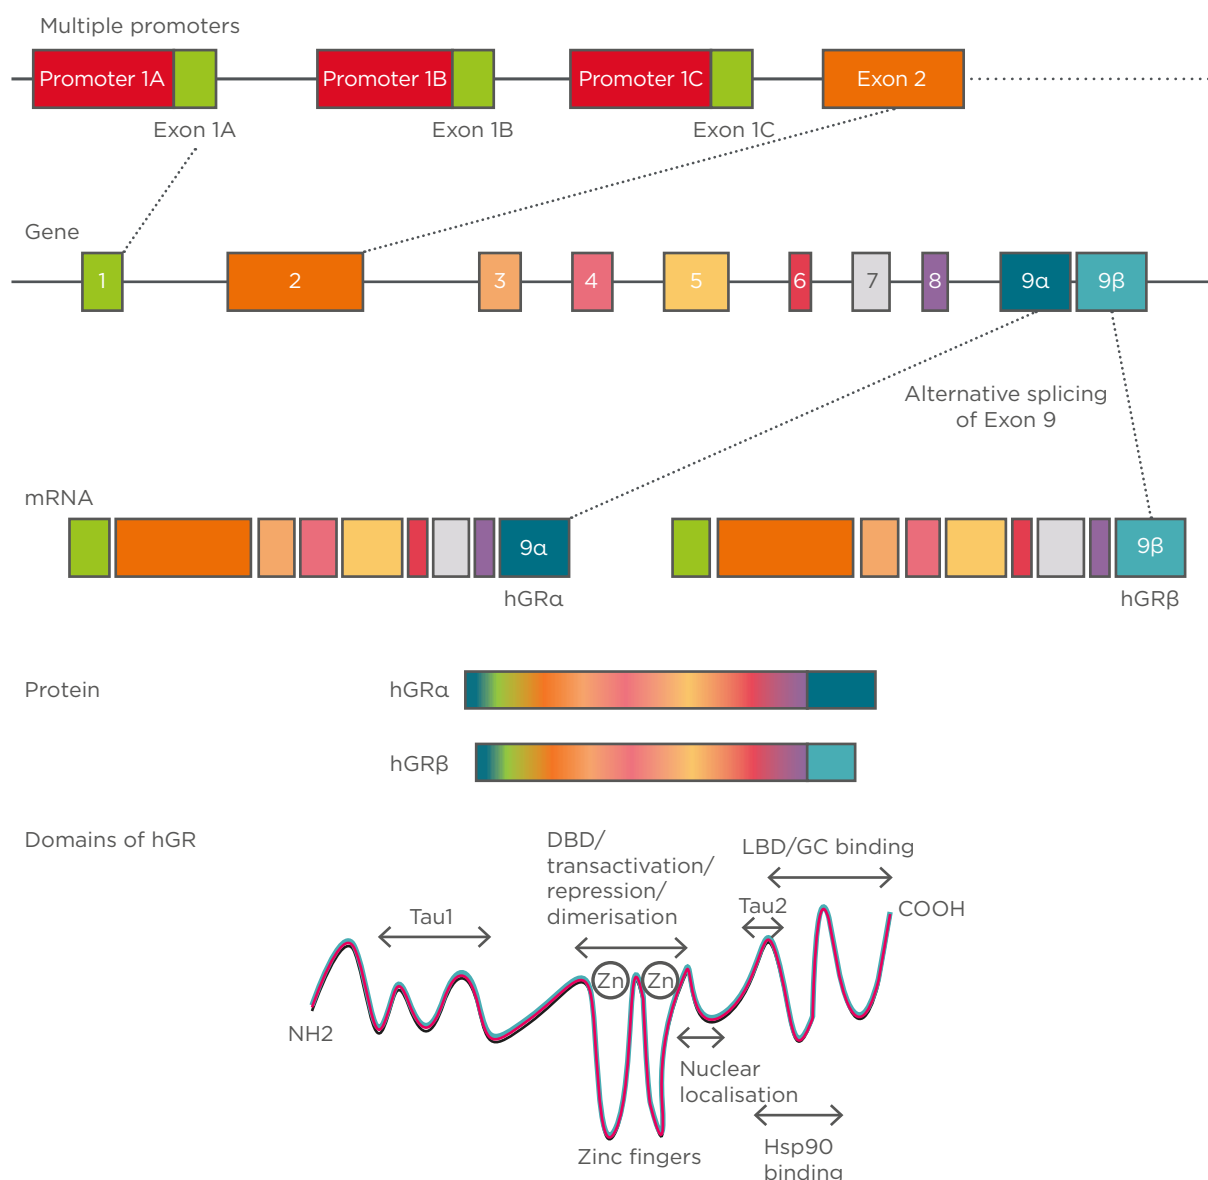 Multiple promoters
Promoter 1A
Promoter 1B
Promoter 1C
Exon 2
Exon 1A
Exon 1B
Exon 1C
Gene
1
2
3
4
5
6
7
8
9α
9β
Alternative splicing
of Exon 9
mRNA
9α
9β
hGRα
hGRβ
Protein
hGRα
hGRβ
Domains of hGR
DBD/
transactivation/
repression/
dimerisation
LBD/GC binding
Tau1
Tau2
COOH
Zn
Zn
NH2
Nuclear
localisation
Zinc fingers
Hsp90
binding